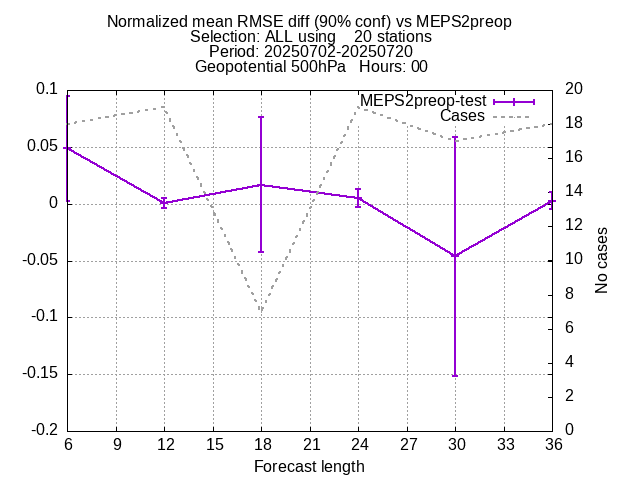 Normalized mean RMSE diff (90% conf) vs MEPS2preop
Selection: ALL using    20 stations
Period: 20250702-20250720
Geopotential 500hPa   Hours: 00
MEPS2preop-test
Cases
0.1
0.05
0
-0.05
-0.1
-0.15
-0.2
20
18
16
14
12
10
8
6
4
2
0
No cases
6 9 12 15 18 21 24 27 30 33 36
Forecast length